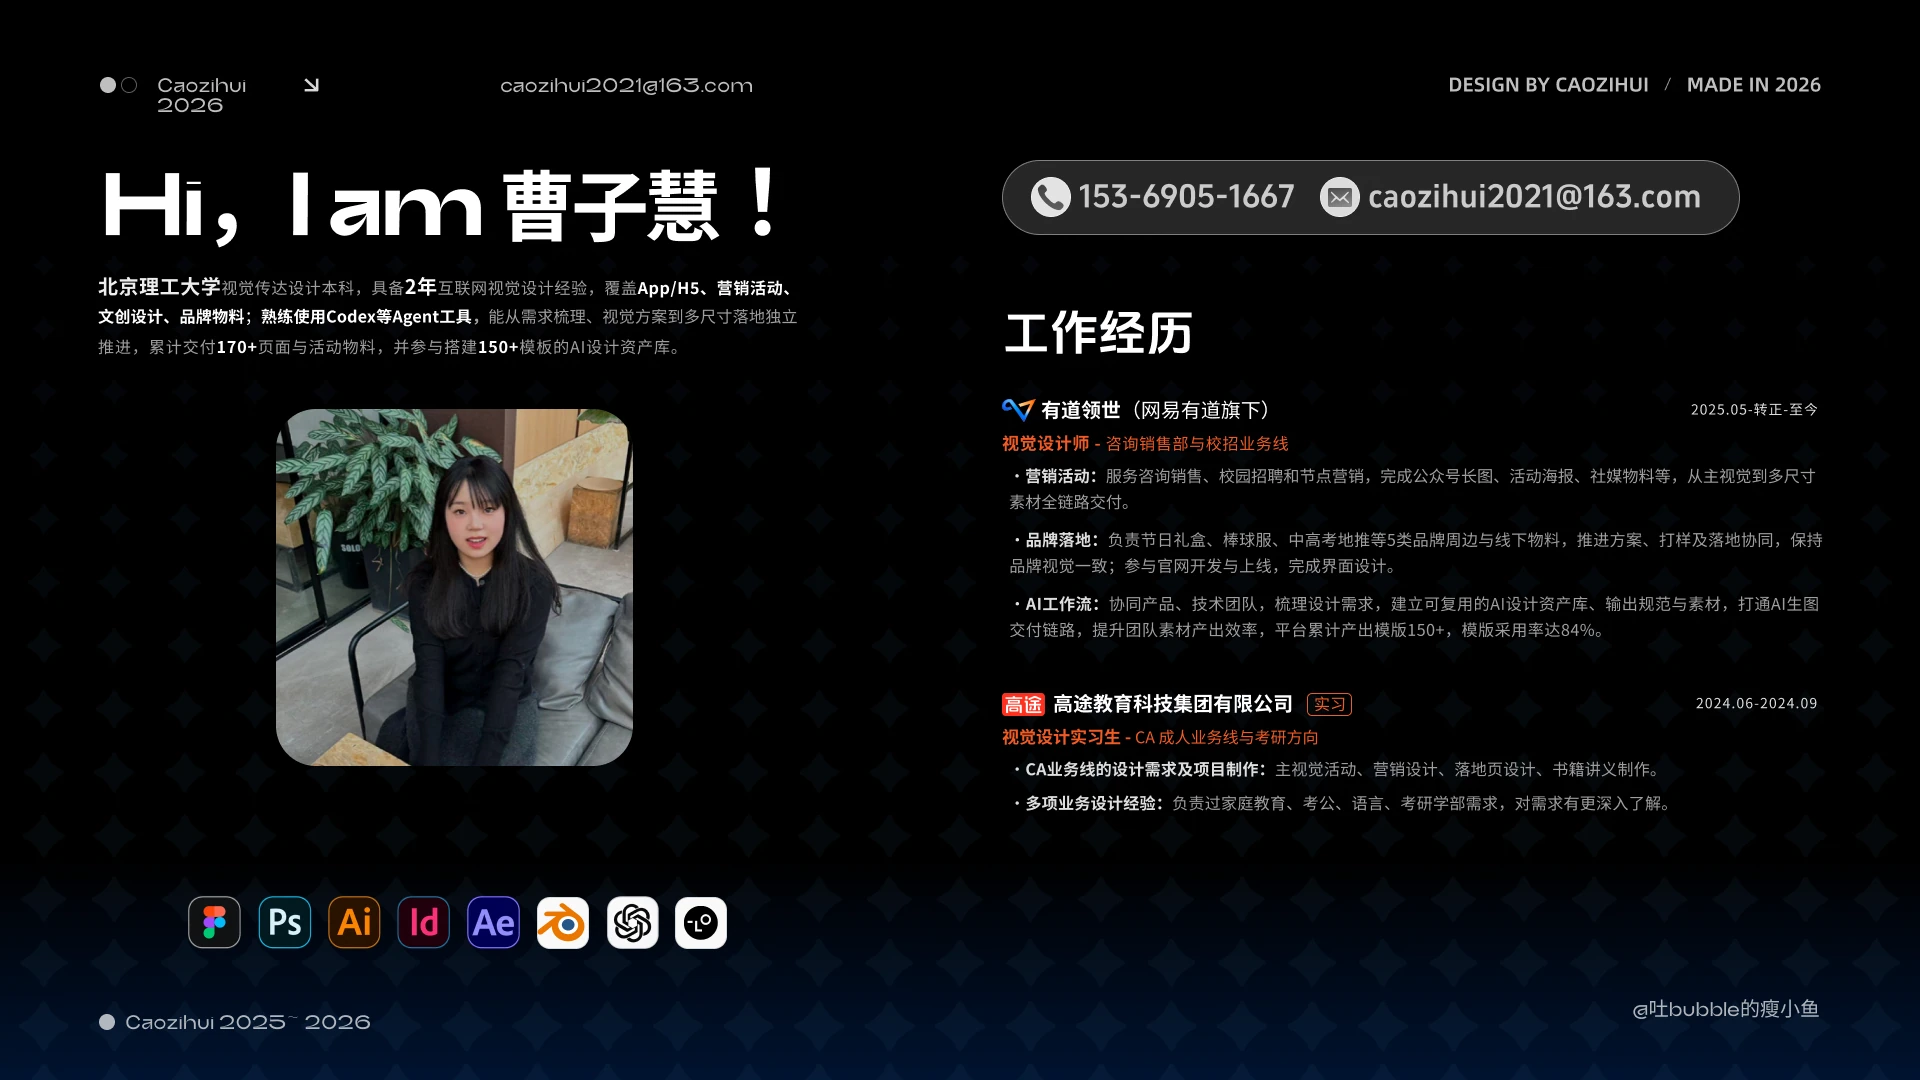 Caozihui
2026
caozihui2021@163.com
DESIGN BY CAOZIHUI / MADE IN 2026
Hi，I am 曹子慧！
153-6905-1667 caozihui2021@163.com
北京理工大学视觉传达设计本科，具备2年互联网视觉设计经验，覆盖App/H5、营销活动、
文创设计、品牌物料；熟练使用Codex等Agent工具，能从需求梳理、视觉方案到多尺寸落地独立
推进，累计交付170+页面与活动物料，并参与搭建150+模板的AI设计资产库。
SOLO
工作经历
有道领世（网易有道旗下） 2025.05-转正-至今
视觉设计师 - 咨询销售部与校招业务线
·营销活动：服务咨询销售、校园招聘和节点营销，完成公众号长图、活动海报、社媒物料等，从主视觉到多尺寸
素材全链路交付。
·品牌落地：负责节日礼盒、棒球服、中高考地推等5类品牌周边与线下物料，推进方案、打样及落地协同，保持
品牌视觉一致；参与官网开发与上线，完成界面设计。
·AI工作流：协同产品、技术团队，梳理设计需求，建立可复用的AI设计资产库、输出规范与素材，打通AI生图
交付链路，提升团队素材产出效率，平台累计产出模版150+，模版采用率达84%。
高途 高途教育科技集团有限公司 实习 2024.06-2024.09
视觉设计实习生 - CA 成人业务线与考研方向
·CA业务线的设计需求及项目制作：主视觉活动、营销设计、落地页设计、书籍讲义制作。
·多项业务设计经验：负责过家庭教育、考公、语言、考研学部需求，对需求有更深入了解。
Ps Ai Id Ae
Caozihui 2025~ 2026
@吐bubble的瘦小鱼